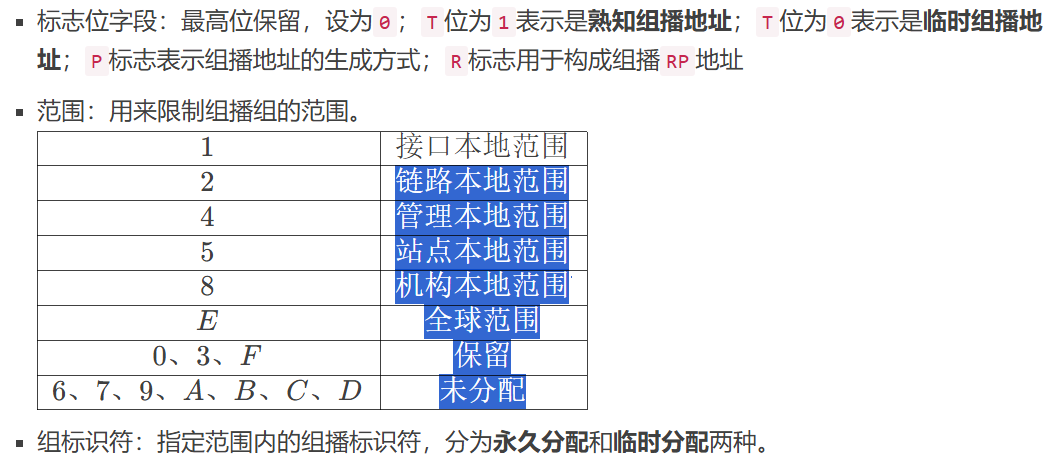 标志位字段：最高位保留，设为0；T位为1表示是熟知组播地址；T位为0表示是临时组播地
址；P标志表示组播地址的生成方式；R标志用于构成组播RP地址
范围：用来限制组播组的范围。
1 接口本地范围
2 链路本地范围
4 管理本地范围
5 站点本地范围
8 机构本地范围
E 全球范围
0、3、F 保留
6、7、9、A、B、C、D 未分配
组标识符：指定范围内的组播标识符，分为永久分配和临时分配两种。